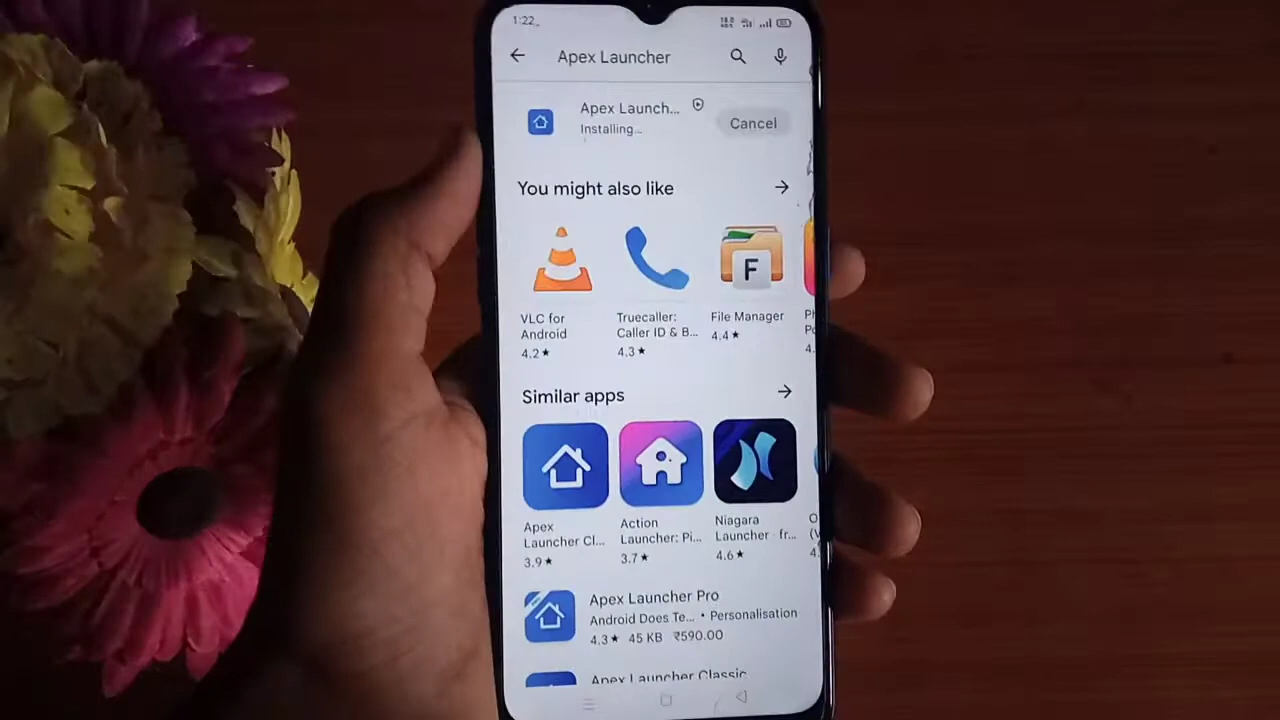 1:22
Apex Launcher
Apex Launch...
Installing...
Cancel
You might also like
F
VLC for
Android
4.2★
Truecaller:
Caller ID & B...
4.3★
File Manager
4.4★
4.
Similar apps
Apex
Launcher Cl...
3.9★
Action
Launcher: Pi...
3.7★
Niagara
Launcher · fr...
4.6★
4.
Apex Launcher Pro
Android Does Te... • Personalisation
4.3★ 45 KB ₹590.00
Apex Launcher Classic